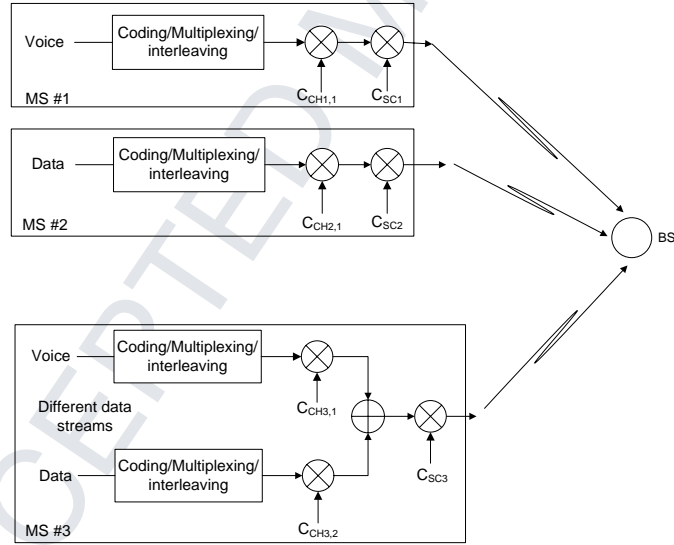 Voice
Coding/Multiplexing/
interleaving
C_CH1,1
C_SC1
MS #1
Data
Coding/Multiplexing/
interleaving
C_CH2,1
C_SC2
MS #2
BS
Voice
Coding/Multiplexing/
interleaving
C_CH3,1
Different data
streams
Data
Coding/Multiplexing/
interleaving
C_SC3
C_CH3,2
MS #3
CERTED M